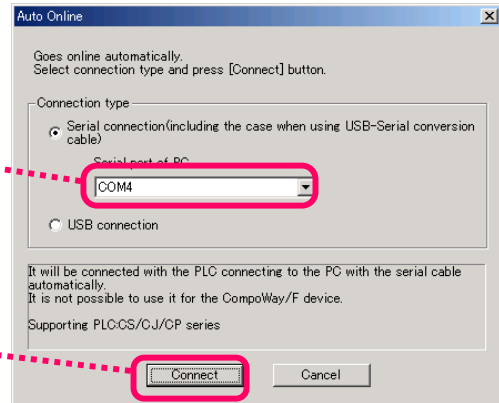 Auto Online
Goes online automatically.
Select connection type and press [Connect] button.
Connection type
Serial connection(including the case when using USB-Serial conversion
cable)
Serial port of PC
COM4
USB connection
It will be connected with the PLC connecting to the PC with the serial cable
automatically.
It is not possible to use it for the CompoWay/F device.
Supporting PLC:CS/CJ/CP series
Connect
Cancel